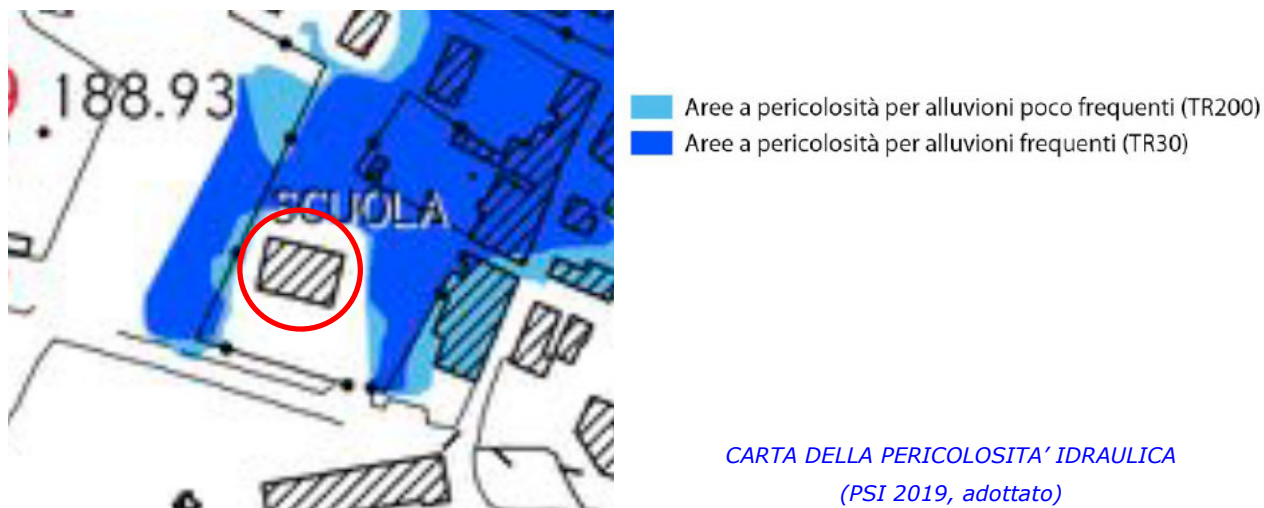 188.93
SCUOLA
Aree a pericolosità per alluvioni poco frequenti (TR200)
Aree a pericolosità per alluvioni frequenti (TR30)
CARTA DELLA PERICOLOSITA’ IDRAULICA
(PSI 2019, adottato)